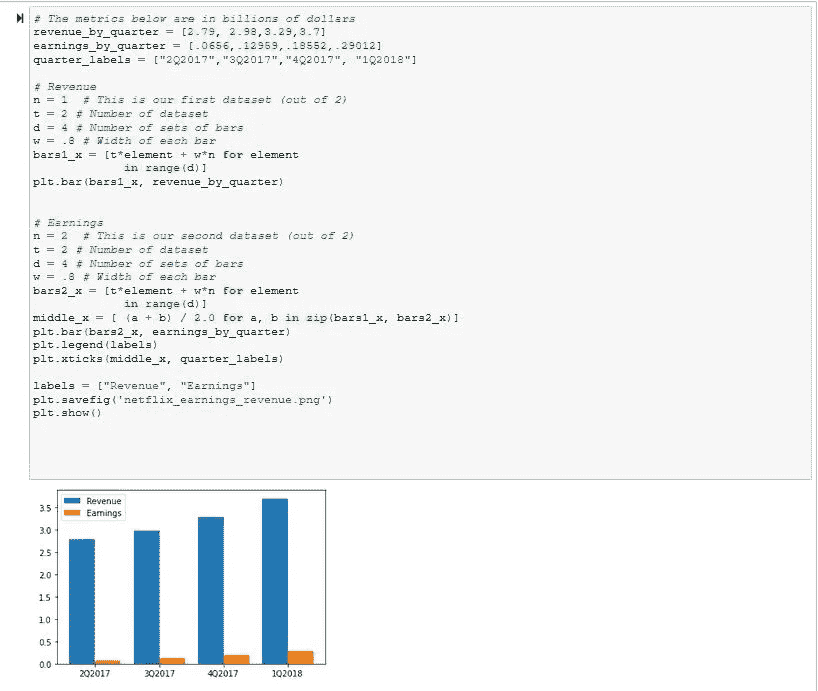 # The metrics below are in billions of dollars
revenue_by_quarter = [2.79, 2.98,3.29,3.7]
earnings_by_quarter = [.0656,.12959,.18552,.29012]
quarter_labels = ["2Q2017","3Q2017","4Q2017", "1Q2018"]
# Revenue
n = 1  # This is our first dataset (out of 2)
t = 2 # Number of dataset
d = 4 # Number of sets of bars
w = .8 # Width of each bar
bars1_x = [t*element + w*n for element
             in range(d)]
plt.bar(bars1_x, revenue_by_quarter)
# Earnings
n = 2  # This is our second dataset (out of 2)
t = 2 # Number of dataset
d = 4 # Number of sets of bars
w = .8 # Width of each bar
bars2_x = [t*element + w*n for element
             in range(d)]
middle_x = [ (a + b) / 2.0 for a, b in zip(bars1_x, bars2_x)]
plt.bar(bars2_x, earnings_by_quarter)
plt.legend(labels)
plt.xticks(middle_x, quarter_labels)
labels = ["Revenue", "Earnings"]
plt.savefig('netflix_earnings_revenue.png')
plt.show()
Revenue
Earnings
3.5
3.0
2.5
2.0
1.5
1.0
0.5
0.0
2Q2017 3Q2017 4Q2017 1Q2018